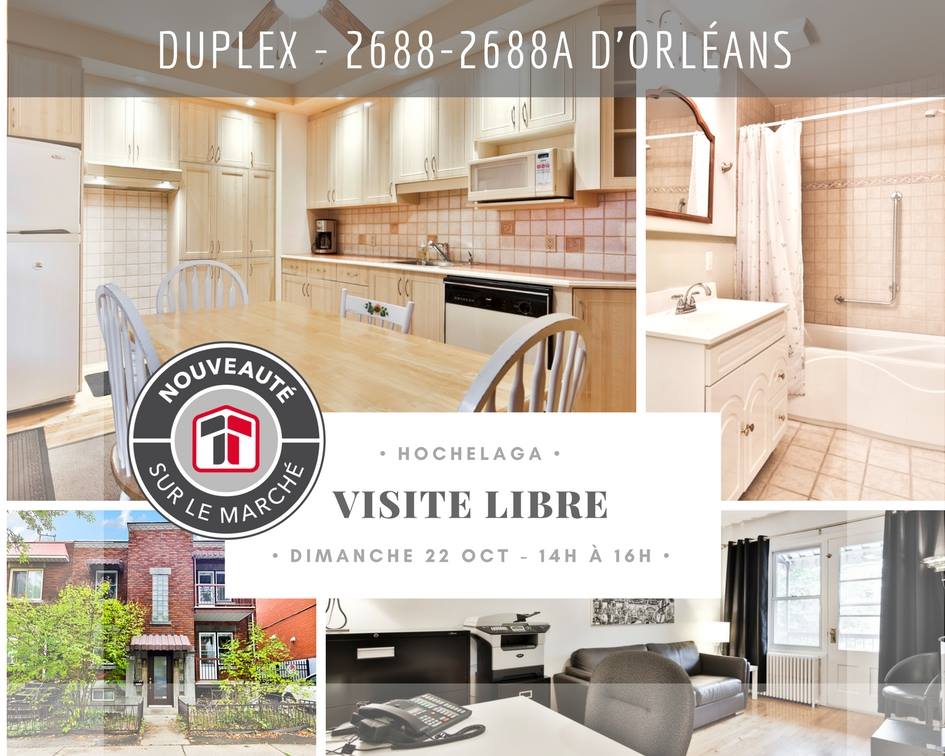 DUPLEX - 2688-2688A D'ORLÉANS
NOUVEAUTÉ
SUR LE MARCHÉ
• HOCHELAGA •
VISITE LIBRE
• DIMANCHE 22 OCT - 14H À 16H •